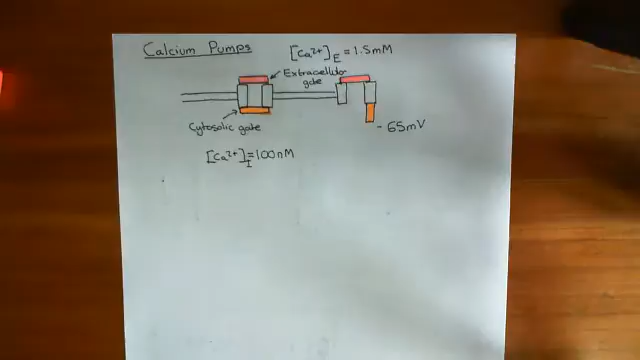 Calcium Pumps
[Ca²⁺]E = 1.5mM
Extracellular
gate
Cytosolic gate
- 65mV
[Ca²⁺]I = 100nM